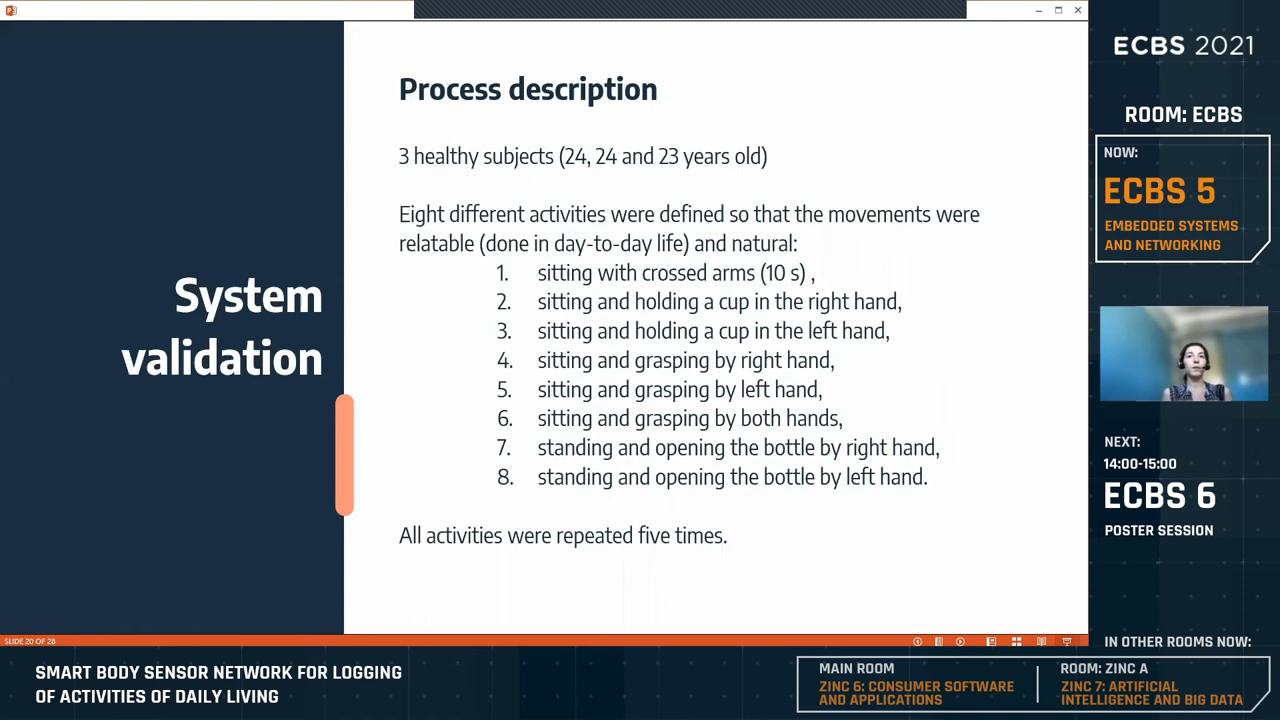 Process description
3 healthy subjects (24, 24 and 23 years old)
Eight different activities were defined so that the movements were
relatable (done in day-to-day life) and natural:
1. sitting with crossed arms (10 s) ,
2. sitting and holding a cup in the right hand,
3. sitting and holding a cup in the left hand,
4. sitting and grasping by right hand,
5. sitting and grasping by left hand,
6. sitting and grasping by both hands,
7. standing and opening the bottle by right hand,
8. standing and opening the bottle by left hand.
All activities were repeated five times.
System
validation
SLIDE 20 OF 28
ECBS 2021
ROOM: ECBS
NOW:
ECBS 5
EMBEDDED SYSTEMS
AND NETWORKING
NEXT:
14:00-15:00
ECBS 6
POSTER SESSION
IN OTHER ROOMS NOW:
SMART BODY SENSOR NETWORK FOR LOGGING
OF ACTIVITIES OF DAILY LIVING
MAIN ROOM
ZINC 6: CONSUMER SOFTWARE
AND APPLICATIONS
ROOM: ZINC A
ZINC 7: ARTIFICIAL
INTELLIGENCE AND BIG DATA